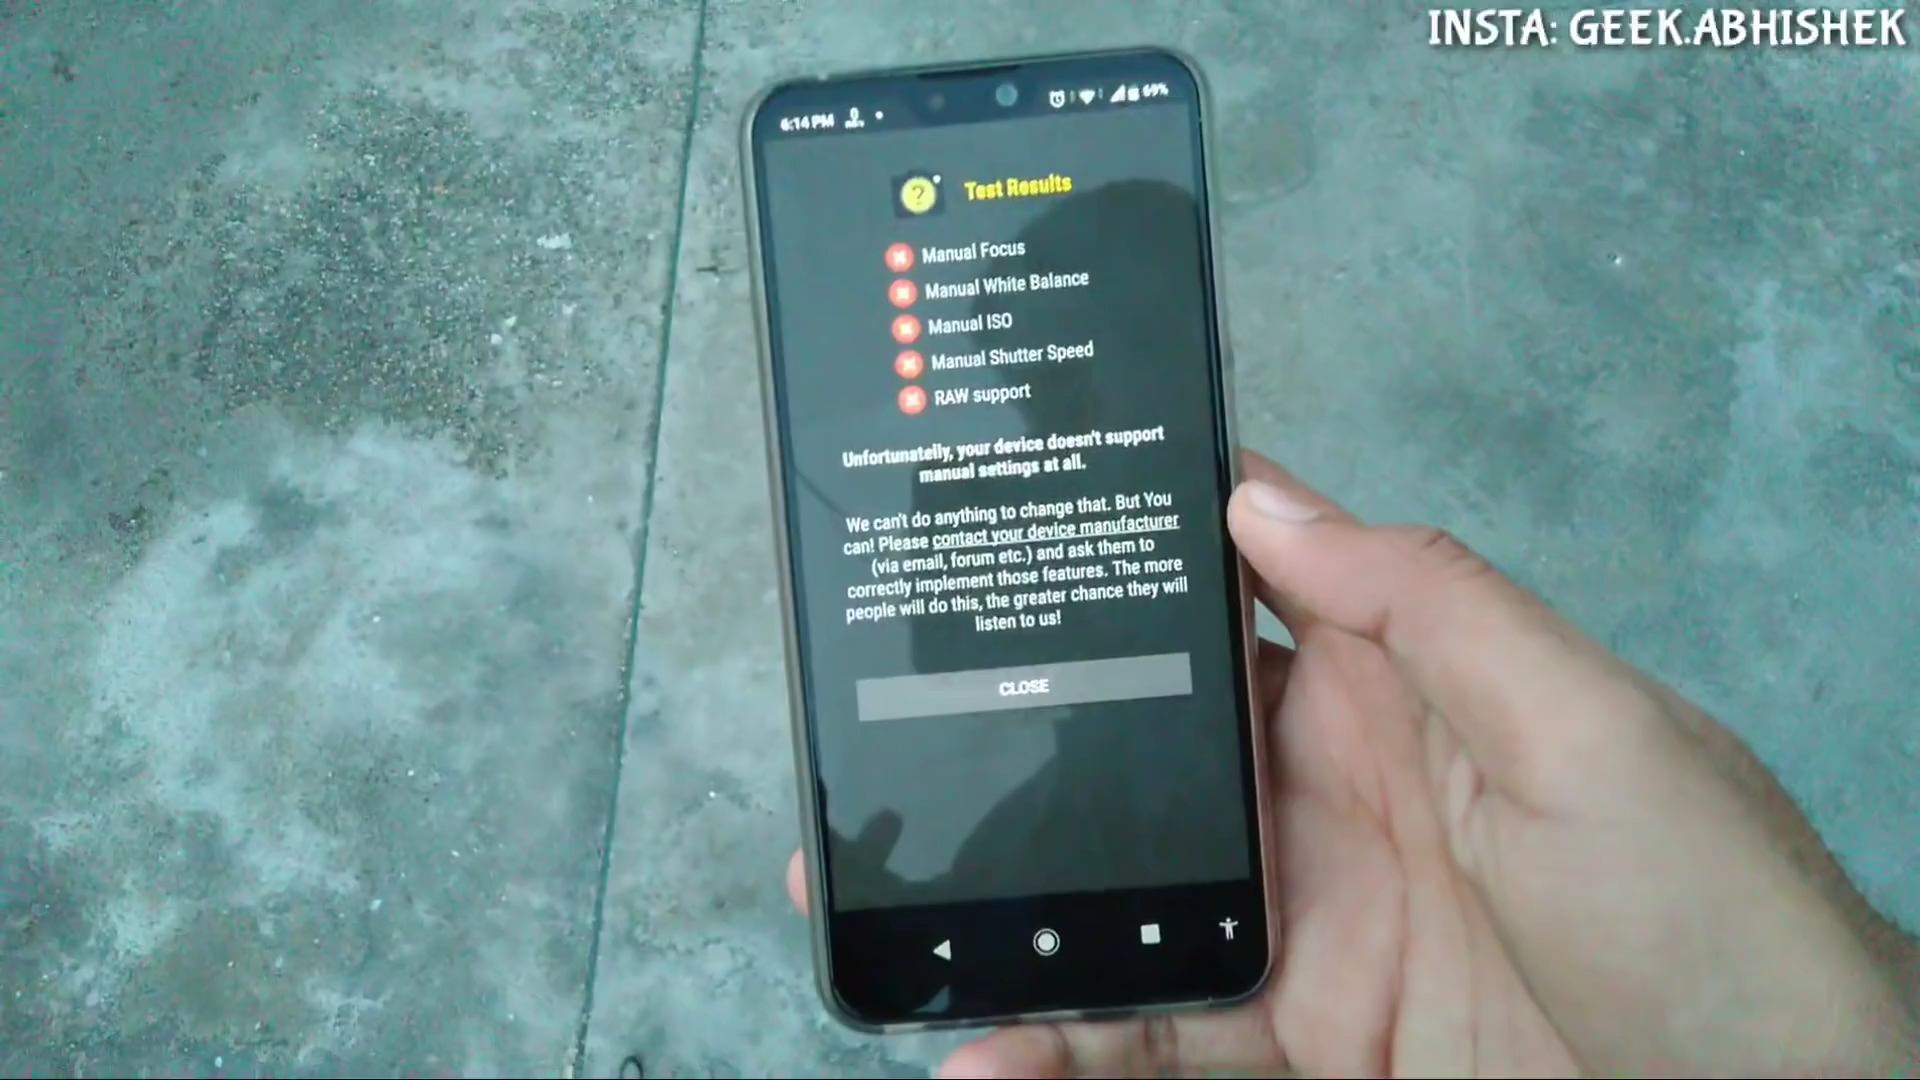 INSTA: GEEK.ABHISHEK
6:14 PM
69%
Test Results
Manual Focus
Manual White Balance
Manual ISO
Manual Shutter Speed
RAW support
Unfortunatelly, your device doesn't support
manual settings at all.
We can't do anything to change that. But You
can! Please contact your device manufacturer
(via email, forum etc.) and ask them to
correctly implement those features. The more
people will do this, the greater chance they will
listen to us!
CLOSE